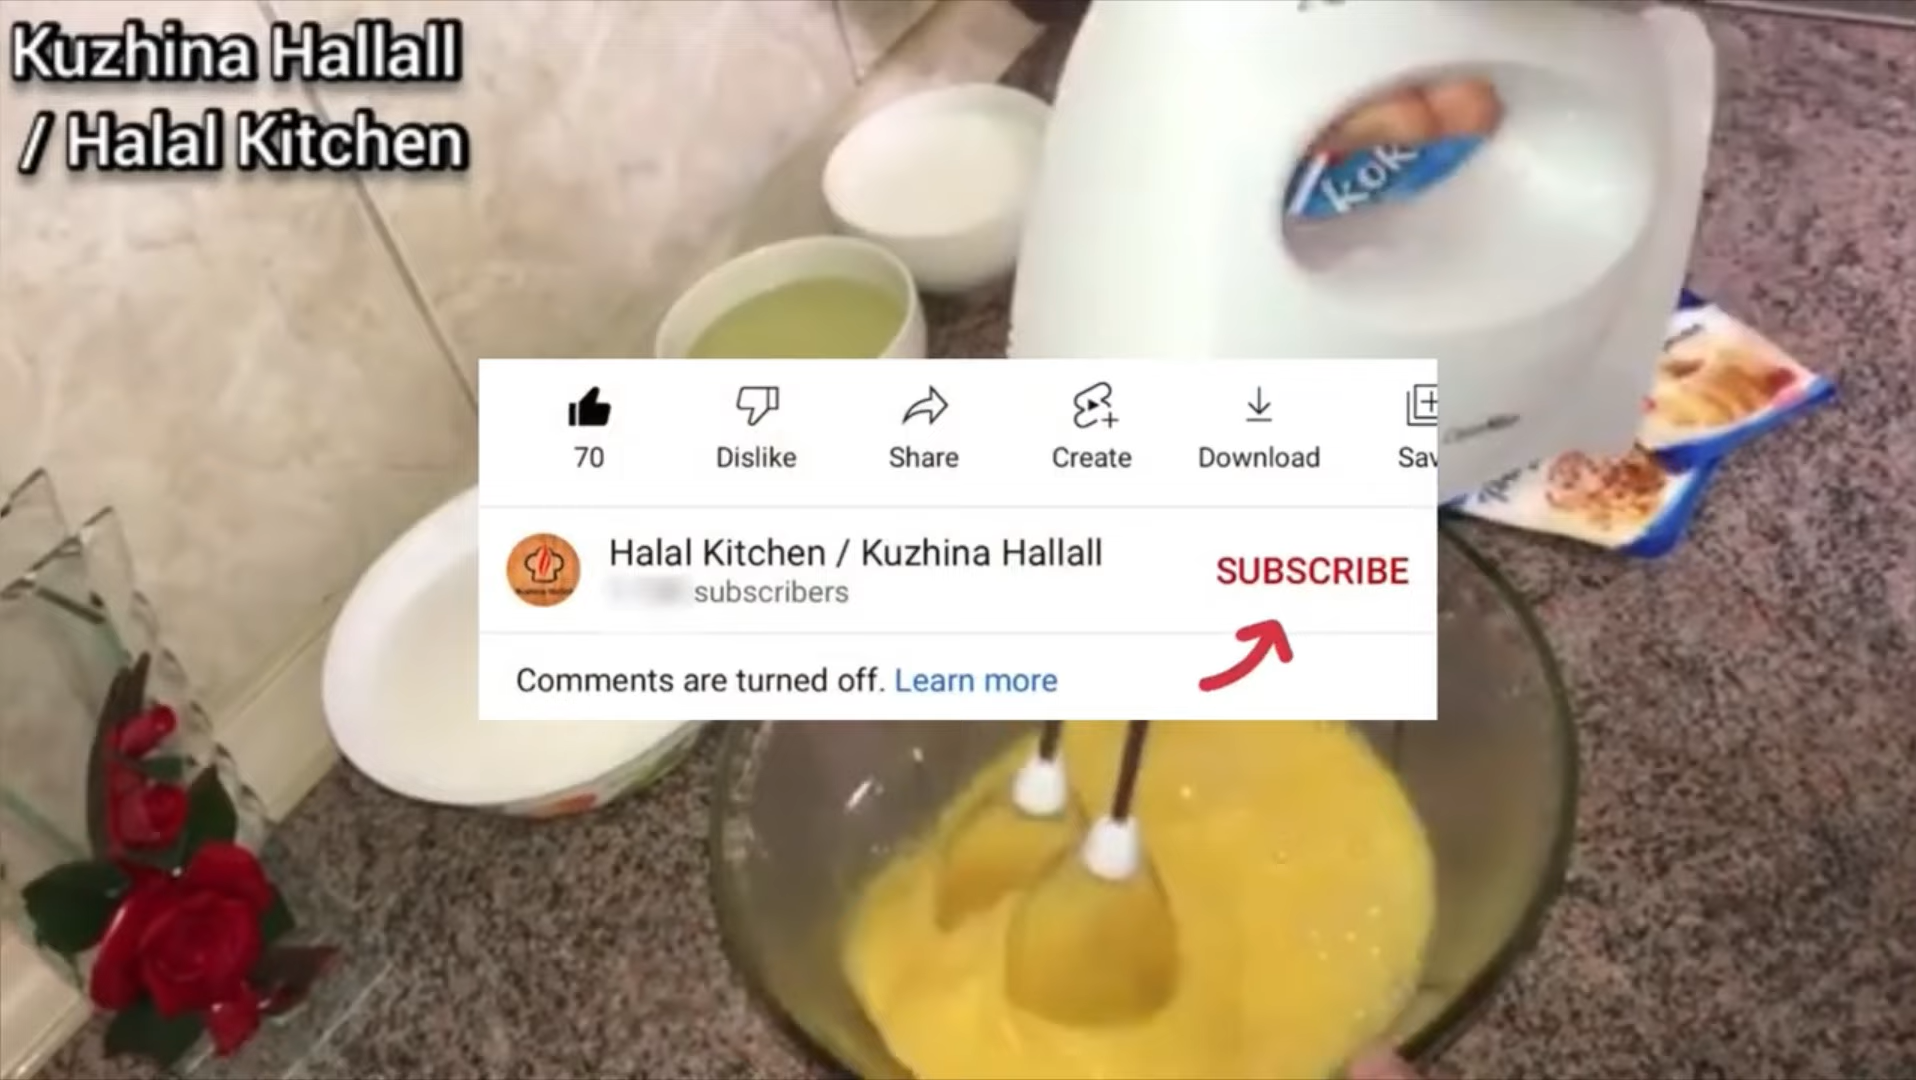 Kuzhina Hallall
/ Halal Kitchen
kok
70
Dislike
Share
Create
Download
Sav
Halal Kitchen / Kuzhina Hallall
subscribers
SUBSCRIBE
Comments are turned off. Learn more